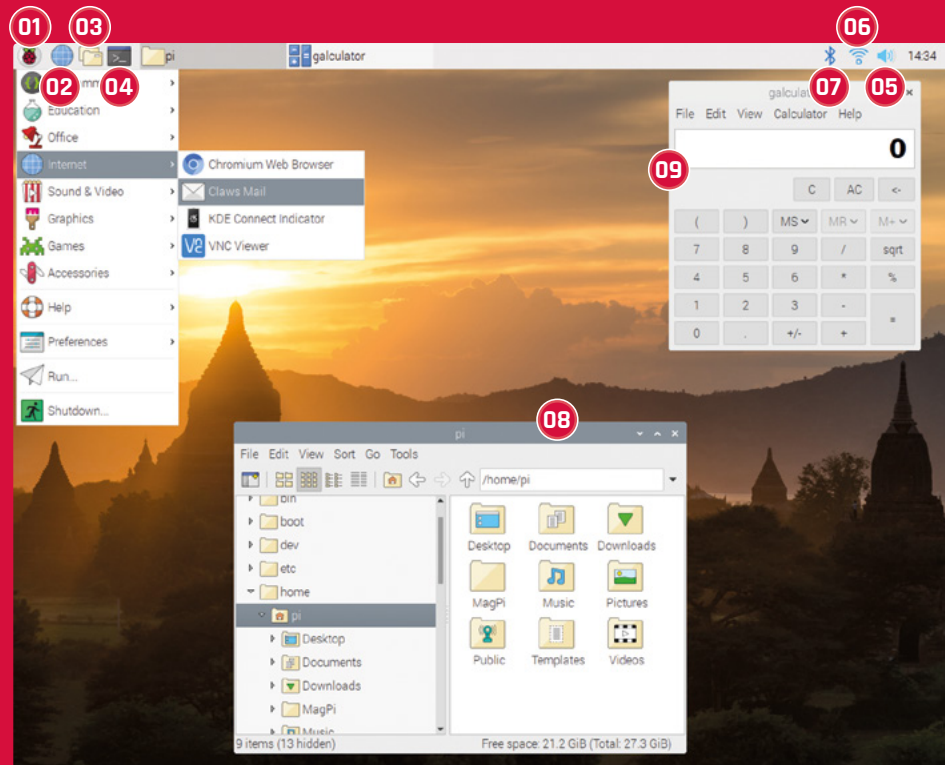 01
03
06
pi
galculator
14:34
02
04
07
05
Education
Office
Internet
Sound & Video
Graphics
Games
Accessories
Help
Preferences
Run...
Shutdown...
Chromium Web Browser
Claws Mail
KDE Connect Indicator
VNC Viewer
VS
File Edit View Calculator Help
0
09
C AC <-
( ) MS MR M+
7 8 9 / sqrt
4 5 6 * %
1 2 3 - =
0 . +/- +
08
pi
File Edit View Sort Go Tools
/home/pi
bin
boot
dev
etc
home
pi
Desktop
Documents
Downloads
MagPi
Music
Desktop Documents Downloads
MagPi Music Pictures
Public Templates Videos
9 items (13 hidden)
Free space: 21.2 GiB (Total: 27.3 GiB)